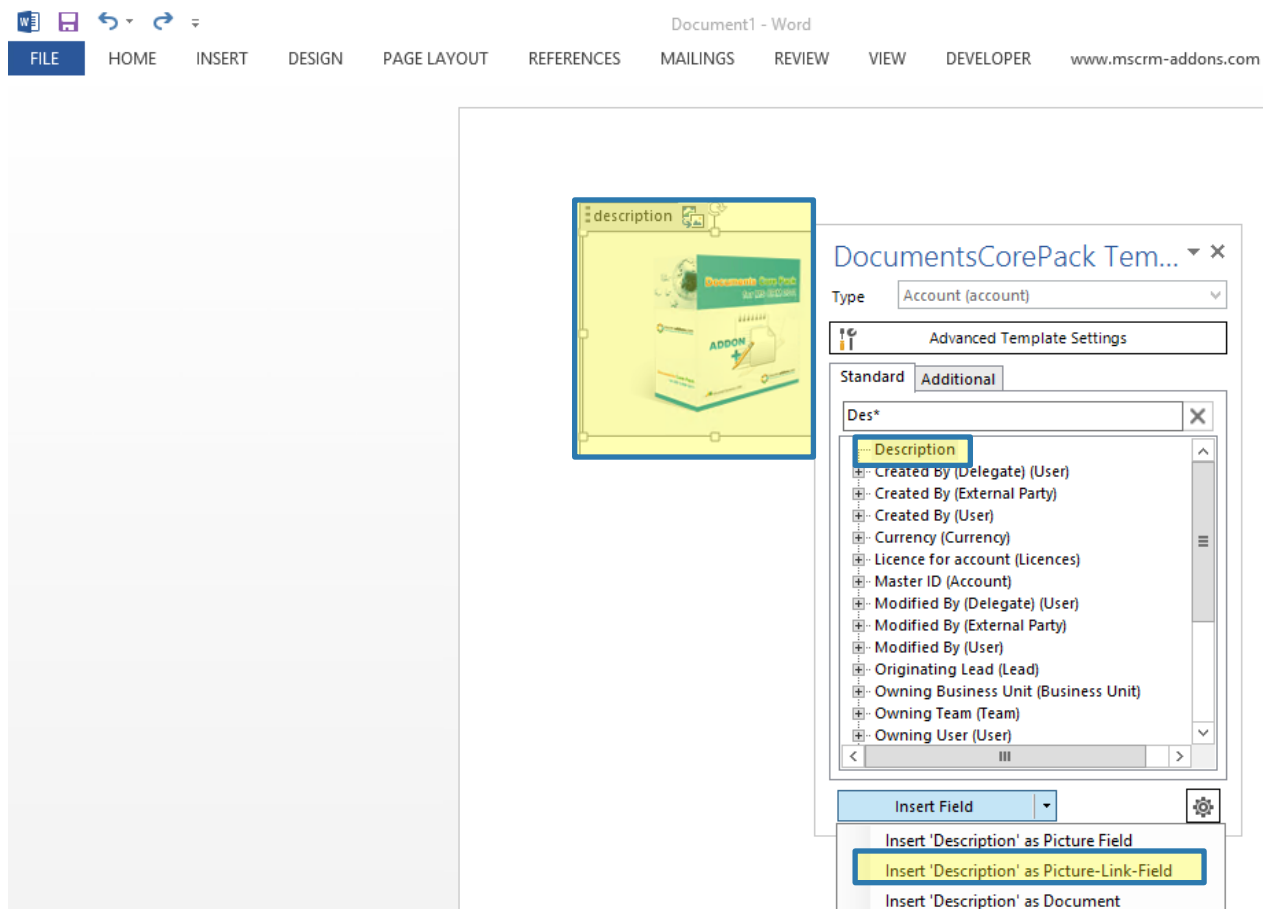 Document1 - Word
FILE HOME INSERT DESIGN PAGE LAYOUT REFERENCES MAILINGS REVIEW VIEW DEVELOPER www.mscrm-addons.com
description
Documents Core Pack
ADDON
+
DocumentsCorePack Tem...
Type Account (account)
Advanced Template Settings
Standard Additional
Des*
Description
Created By (Delegate) (User)
Created By (External Party)
Created By (User)
Currency (Currency)
Licence for account (Licences)
Master ID (Account)
Modified By (Delegate) (User)
Modified By (External Party)
Modified By (User)
Originating Lead (Lead)
Owning Business Unit (Business Unit)
Owning Team (Team)
Owning User (User)
Insert Field
Insert 'Description' as Picture Field
Insert 'Description' as Picture-Link-Field
Insert 'Description' as Document